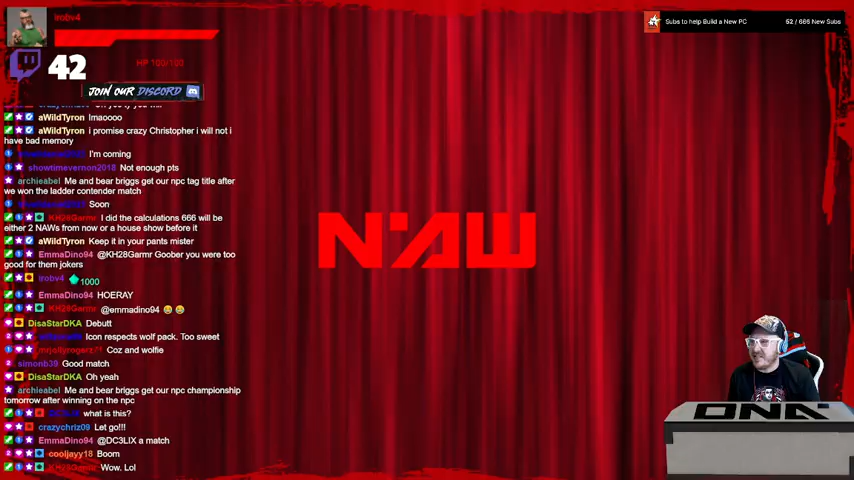 irobv4
Subs to help Build a New PC
52 / 666 New Subs
42
HP 100/100
JOIN OUR DISCORD
aWildTyron lmaoooo
aWildTyron i promise crazy Christopher i will not i
have bad memory
I'm coming
showtimevernon2018 Not enough pts
archieabel Me and bear briggs get our npc tag title after
we won the ladder contender match
Soon
KH28Garmr I did the calculations 666 will be
either 2 NAWs from now or a house show before it
aWildTyron Keep it in your pants mister
EmmaDino94 @KH28Garmr Goober you were too
good for them jokers
irobv4 1000
EmmaDino94 HOERAY
KH28Garmr @emmadino94 😂 😂
DisaStarDKA Debutt
Icon respects wolf pack. Too sweet
mrjollyrogerz71 Coz and wolfie
simonb39 Good match
DisaStarDKA Oh yeah
archieabel Me and bear briggs get our npc championship
tomorrow after winning on the npc
DC3LIX what is this?
crazychriz09 Let go!!!
EmmaDino94 @DC3LIX a match
cooljayy18 Boom
KH28Garmr Wow. Lol
NAW
DNA